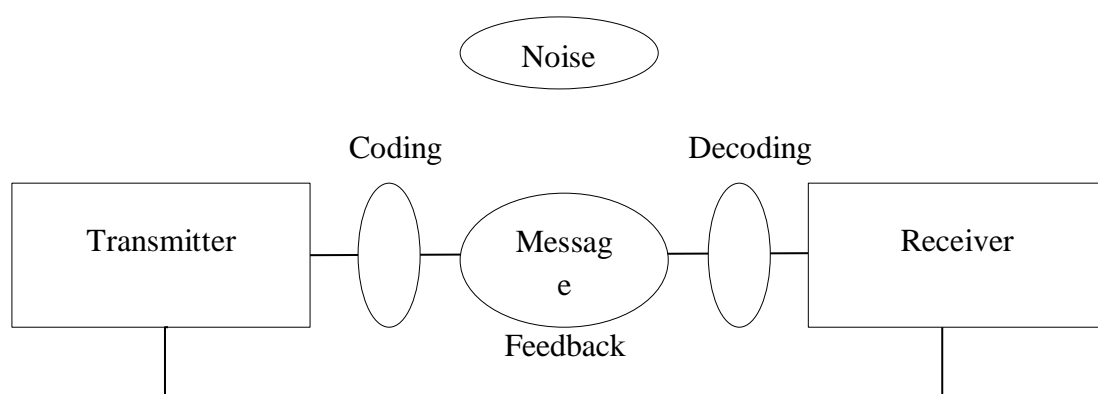 Noise
Coding
Decoding
Transmitter
Messag
e
Receiver
Feedback